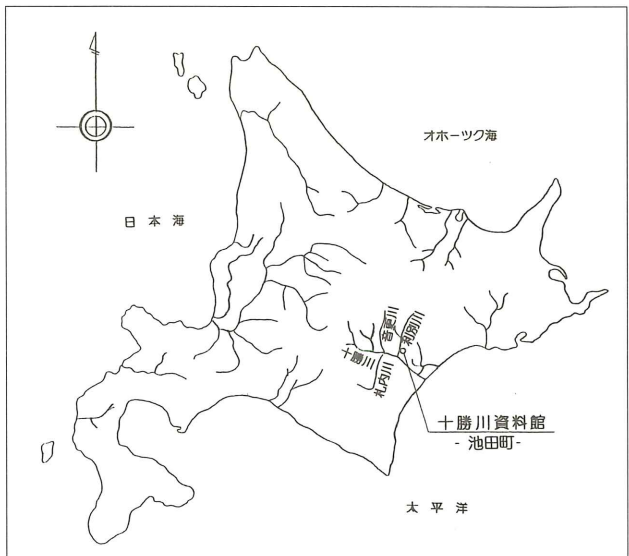 オホーツク海
日本海
音更川
利別川
十勝川
札内川
十勝川資料館
- 池田町-
太平洋